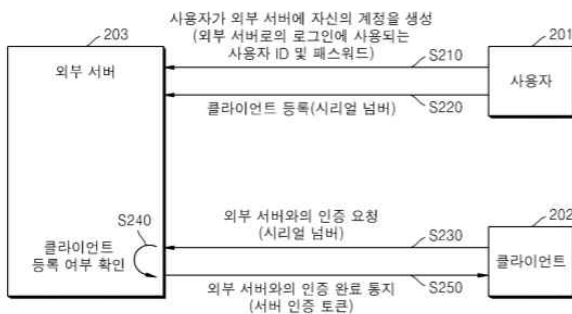 사용자가 외부 서버에 자신의 계정을 생성
(외부 서버로의 로그인에 사용되는
사용자 ID 및 패스워드)
203
201
외부 서버
S210
사용자
클라이언트 등록(시리얼 넘버)
S220
S240
외부 서버와의 인증 요청
(시리얼 넘버)
S230
202
클라이언트
등록 여부 확인
클라이언트
외부 서버와의 인증 완료 통지
(서버 인증 토큰)
S250